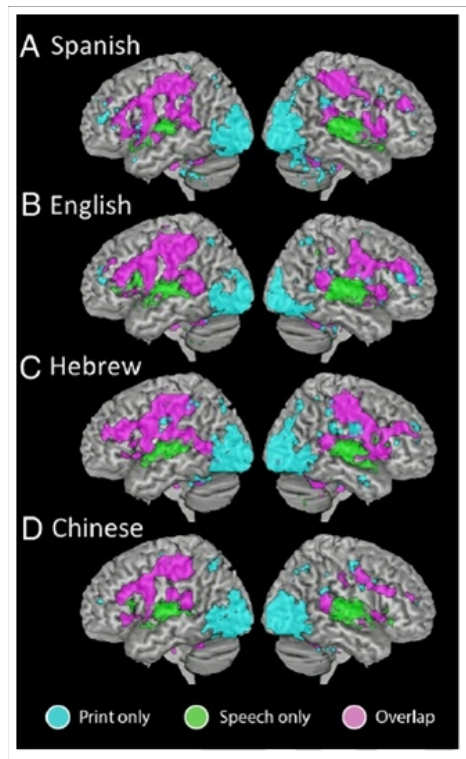 A Spanish
B English
C Hebrew
D Chinese
Print only Speech only Overlap